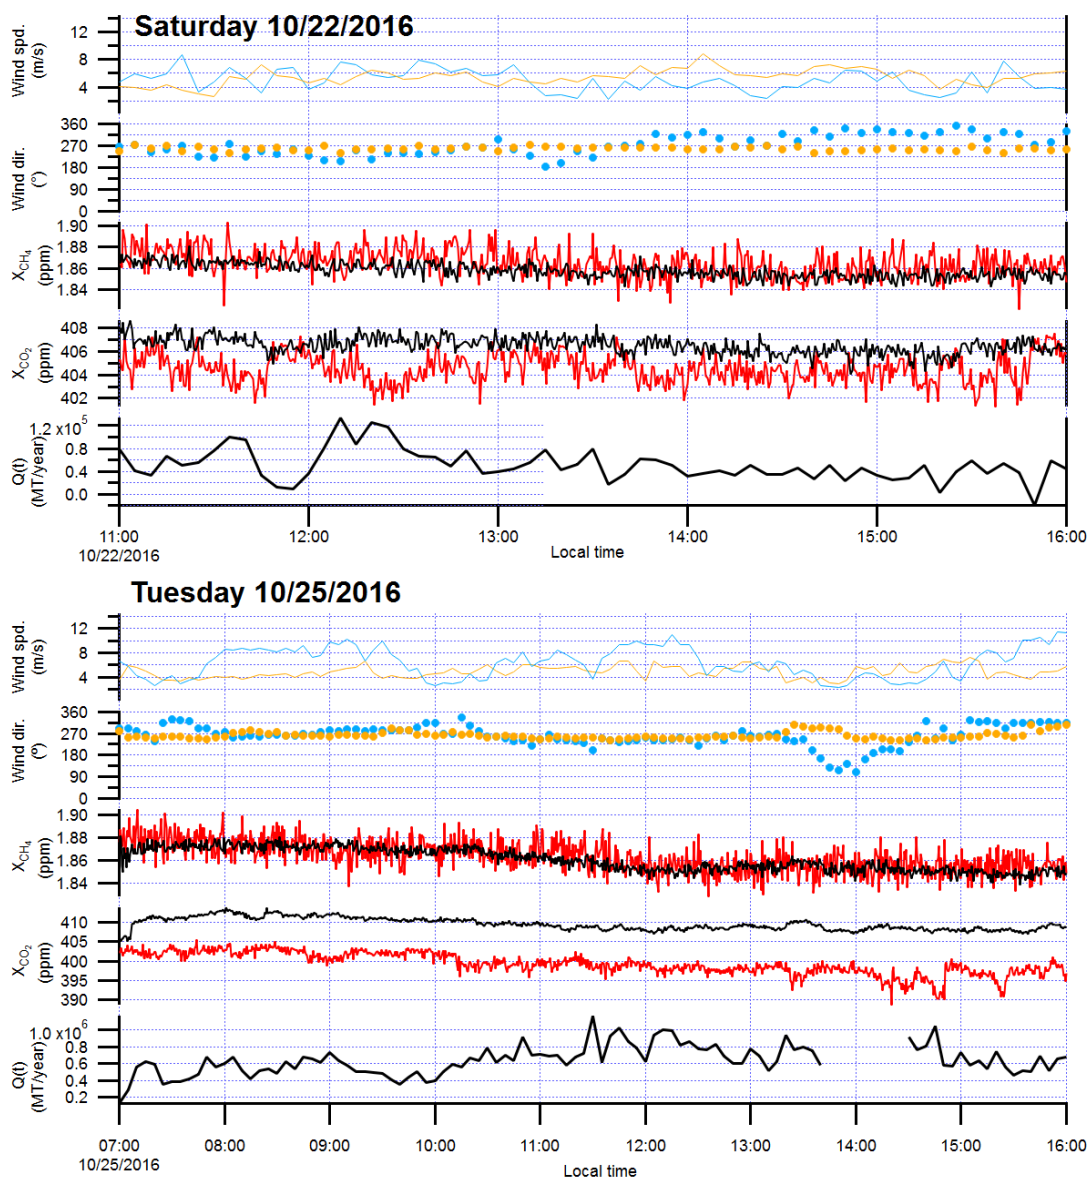 Saturday 10/22/2016
Wind spd.
(m/s)
12
8
4
Wind dir.
(°)
360
270
180
90
0
X_CH4
(ppm)
1.90
1.88
1.86
1.84
X_CO2
(ppm)
408
406
404
402
Q(t)
(MT/year)
1.2 x10^5
0.8
0.4
0.0
11:00 12:00 13:00 14:00 15:00 16:00
10/22/2016
Local time
Tuesday 10/25/2016
Wind spd.
(m/s)
12
8
4
Wind dir.
(°)
360
270
180
90
0
X_CH4
(ppm)
1.90
1.88
1.86
1.84
X_CO2
(ppm)
410
405
400
395
390
Q(t)
(MT/year)
1.0 x10^6
0.8
0.6
0.4
0.2
07:00 08:00 09:00 10:00 11:00 12:00 13:00 14:00 15:00 16:00
10/25/2016
Local time